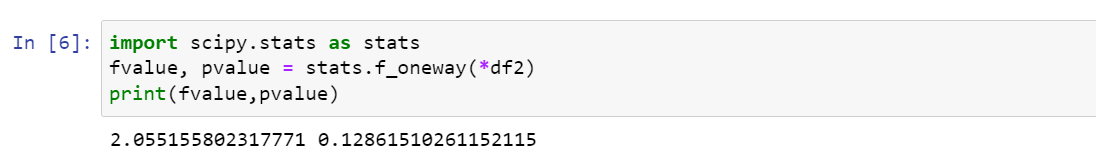 In [6]: import scipy.stats as stats
fvalue, pvalue = stats.f_oneway(*df2)
print(fvalue,pvalue)
2.055155802317771 0.12861510261152115